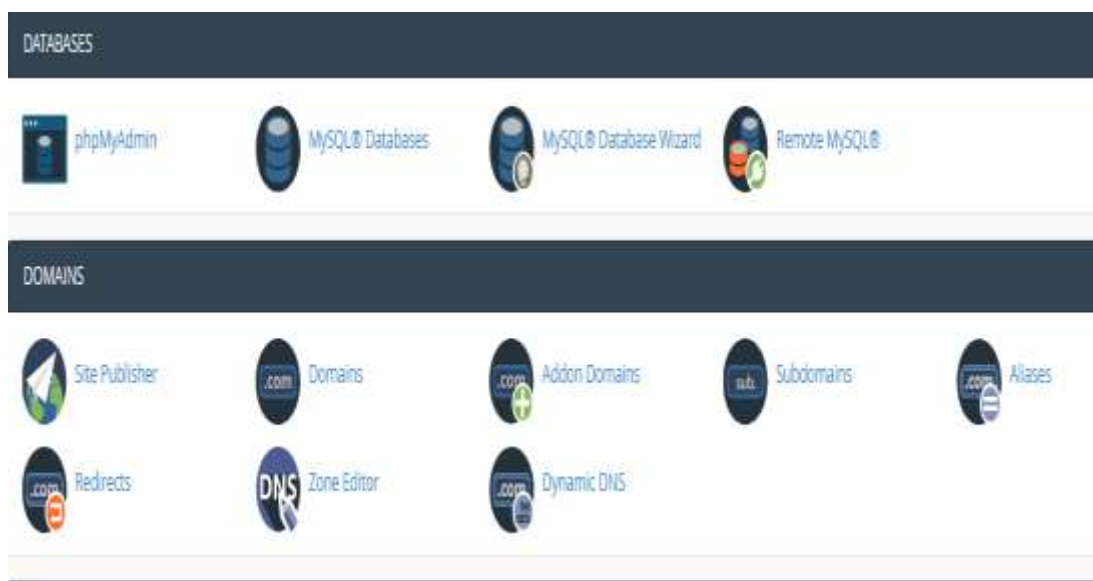 DATABASES
phpMyAdmin MySQL® Databases MySQL® Database Wizard Remote MySQL®
DOMAINS
Site Publisher .com Domains .com Addon Domains sub. Subdomains .com Aliases
.com Redirects DNS Zone Editor .com Dynamic DNS